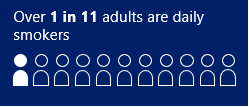 Over 1 in 11 adults are daily
smokers